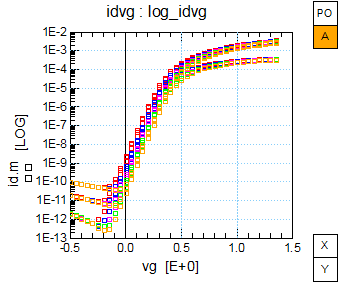 idvg : log_idvg
PO
A
1E-2
1E-3
1E-4
1E-5
1E-6
1E-7
1E-8
1E-9
1E-10
1E-11
1E-12
1E-13
id.m [LOG]
-0.5 0.0 0.5 1.0 1.5
vg [E+0]
X
Y